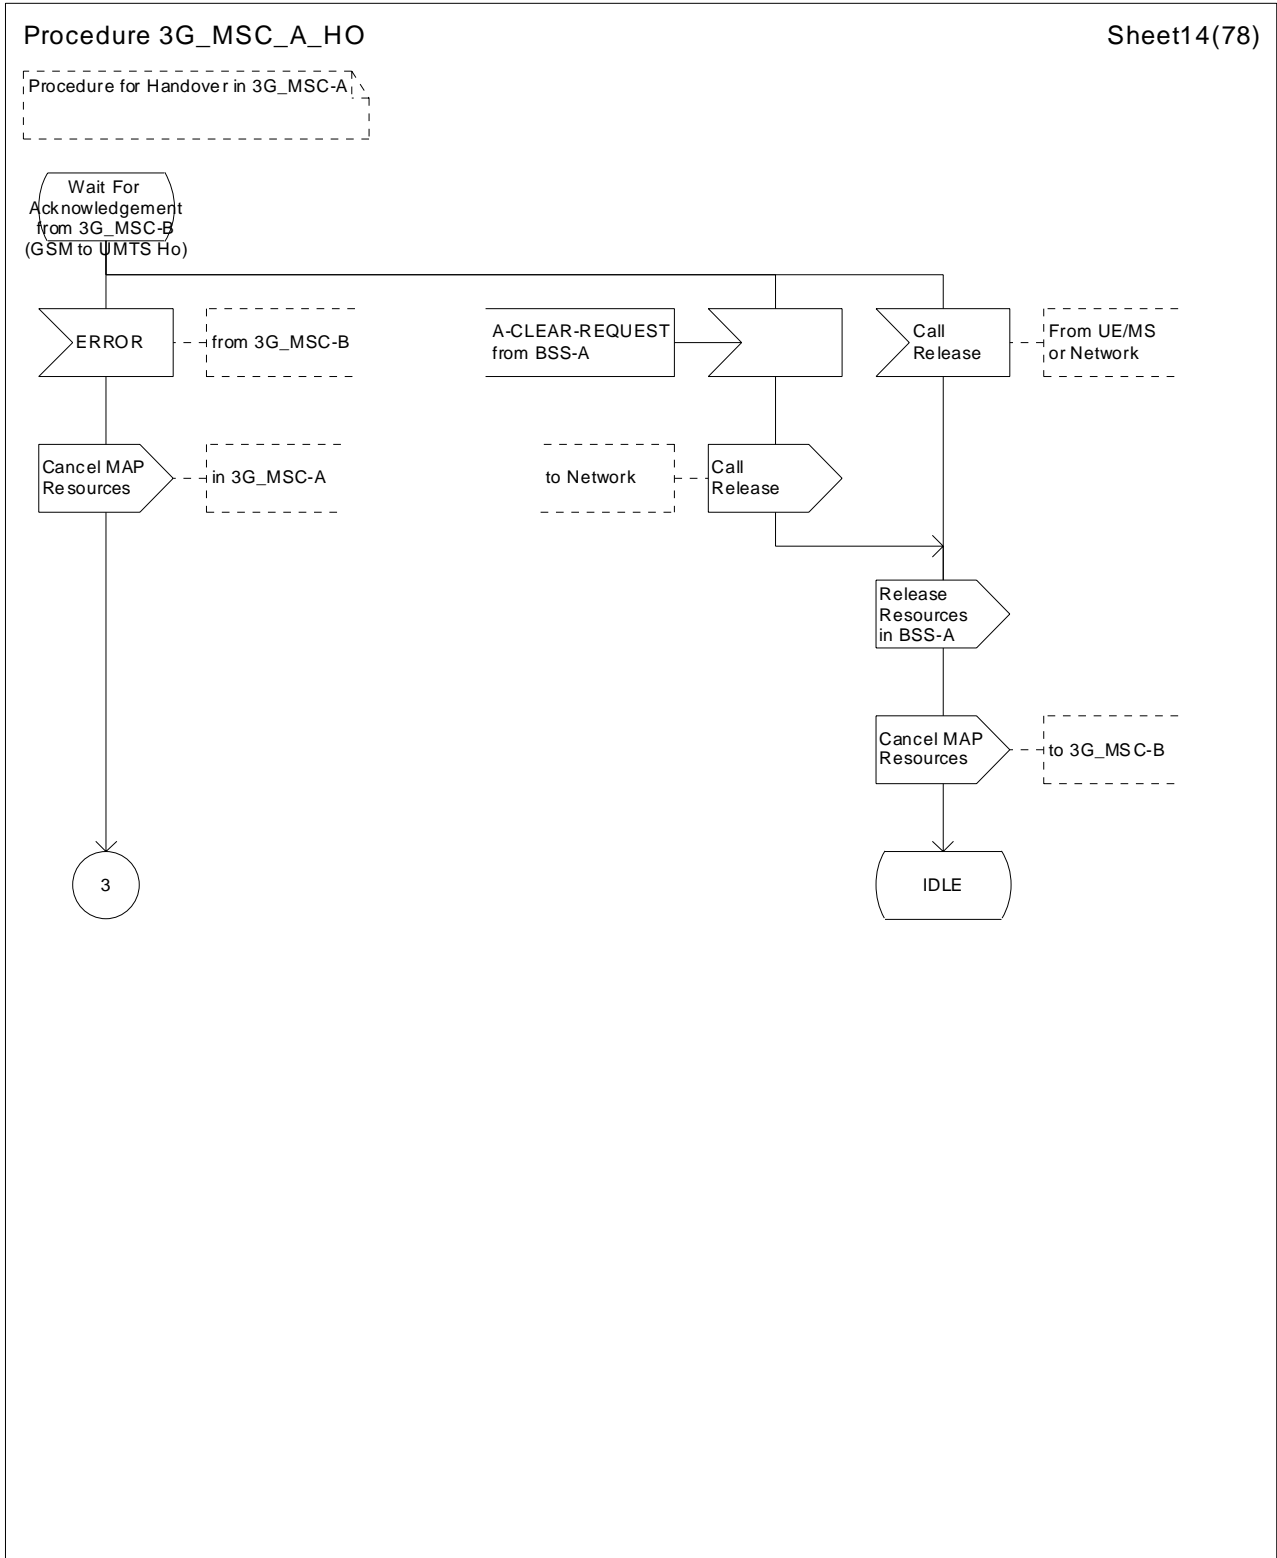 Procedure 3G_MSC_A_HO
Sheet14(78)
Procedure for Handover in 3G_MSC-A
Wait For
Acknowledgement
from 3G_MSC-B
(GSM to UMTS Ho)
ERROR
from 3G_MSC-B
A-CLEAR-REQUEST
from BSS-A
Call
Release
From UE/MS
or Network
Cancel MAP
Resources
in 3G_MSC-A
to Network
Call
Release
Release
Resources
in BSS-A
Cancel MAP
Resources
to 3G_MSC-B
3
IDLE